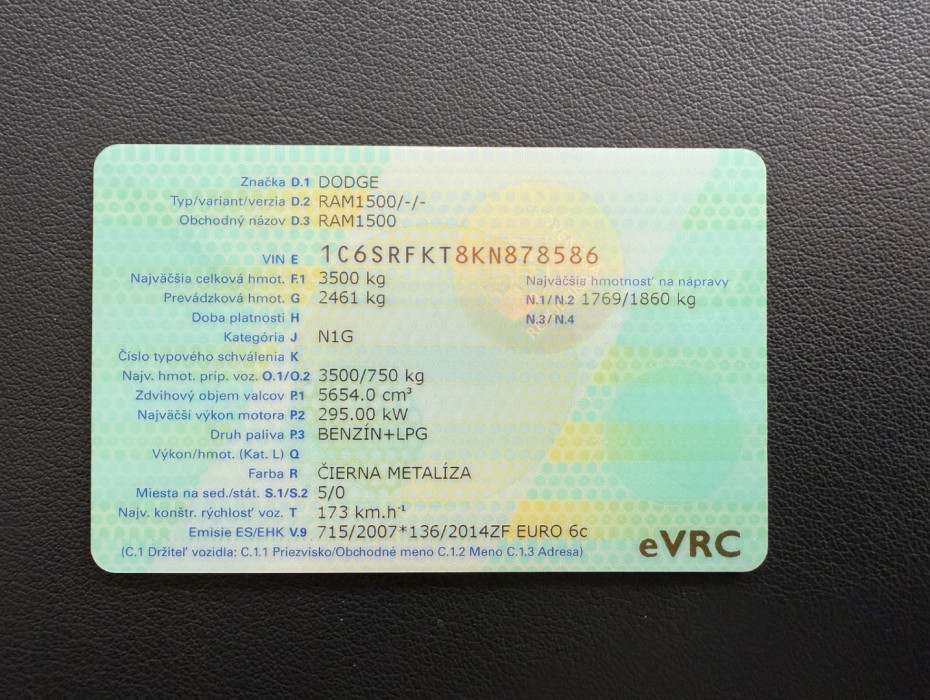 Značka D.1 DODGE
Typ/variant/verzia D.2 RAM1500/-/-
Obchodný názov D.3 RAM1500
VIN E 1C6SRFKT8KN878586
Najväčšia celková hmot. F.1 3500 kg
Najväčšia hmotnosť na nápravy
Prevádzková hmot. G 2461 kg
N.1/N.2 1769/1860 kg
Doba platnosti H
N.3/N.4
Kategória J N1G
Číslo typového schválenia K
Najv. hmot. príp. voz. O.1/O.2 3500/750 kg
Zdvihový objem valcov P.1 5654.0 cm³
Najväčší výkon motora P.2 295.00 kW
Druh paliva P.3 BENZÍN+LPG
Výkon/hmot. (Kat. L) Q
Farba R ČIERNA METALÍZA
Miesta na sed./stát. S.1/S.2 5/0
Najv. konštr. rýchlosť voz. T 173 km.h⁻¹
Emisie ES/EHK V.9 715/2007*136/2014ZF EURO 6c
(C.1 Držiteľ vozidla: C.1.1 Priezvisko/Obchodné meno C.1.2 Meno C.1.3 Adresa)
eVRC